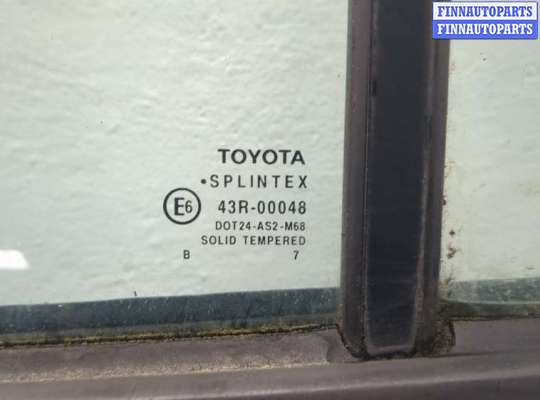 FINNAUTOPARTS
FINNAUTOPARTS
TOYOTA
•SPLINTEX
E6 43R-00048
DOT24-AS2-M68
SOLID TEMPERED
B 7